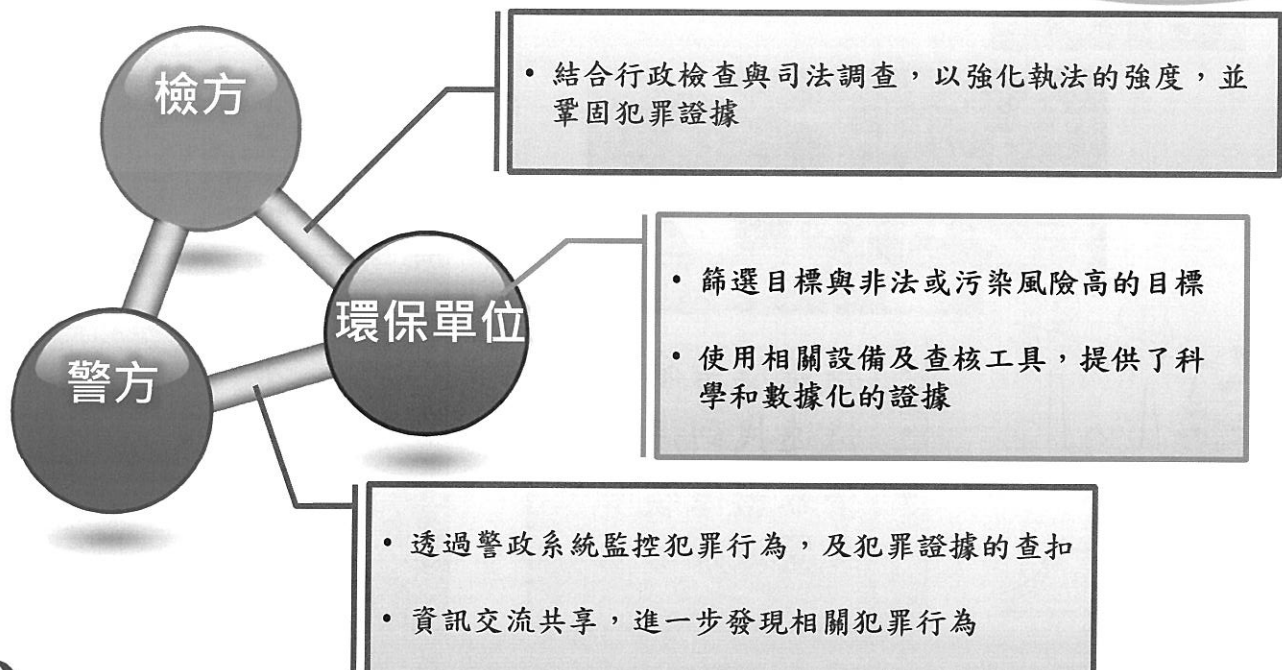 檢方
• 結合行政檢查與司法調查，以強化執法的強度，並
鞏固犯罪證據
環保單位
• 篩選目標與非法或污染風險高的目標
• 使用相關設備及查核工具，提供了科
學和數據化的證據
警方
• 透過警政系統監控犯罪行為，及犯罪證據的查扣
• 資訊交流共享，進一步發現相關犯罪行為